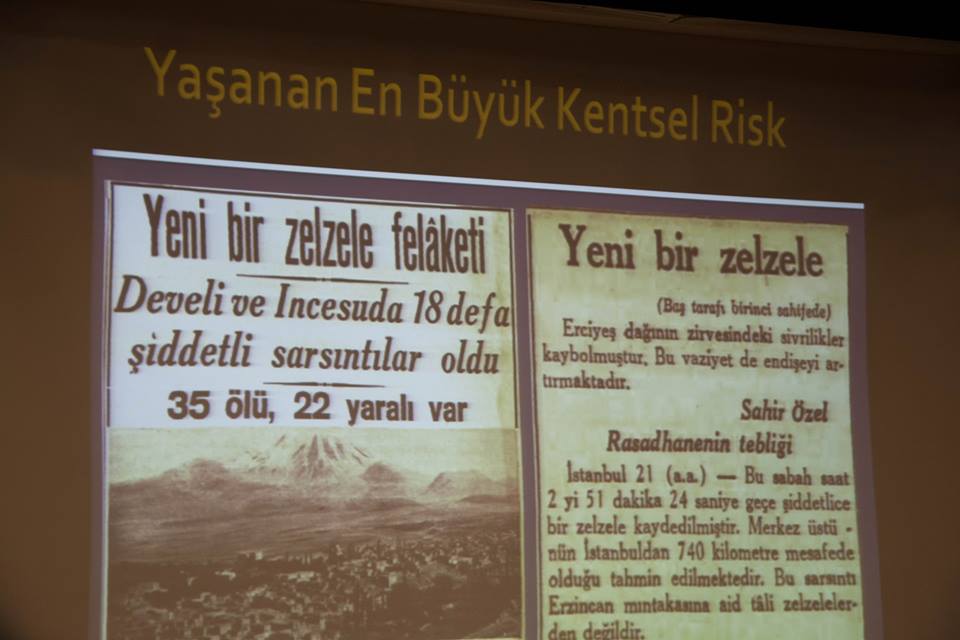 Yaşanan En Büyük Kentsel Risk
Yeni bir zelzele felâketi
Develi ve Incesuda 18 defa
şiddetli sarsıntılar oldu
35 ölü, 22 yaralı var
Yeni bir zelzele
(Baş tarafı birinci sahifede)
Erciyeş dağının zirvesindeki sivrilikler
kaybolmuştur. Bu vaziyet de endişeyi ar-
tırmaktadır.
Sahir Özel
Rasadhanenin tebliği
İstanbul 21 (a.a.) — Bu sabah saat
2 yi 51 dakika 24 saniye geçe şiddetlice
bir zelzele kaydedilmiştir. Merkez üstü -
nün İstanbuldan 740 kilometre mesafede
olduğu tahmin edilmektedir. Bu sarsıntı
Erzincan mıntakasına aid tâli zelzeleler-
den değildir.